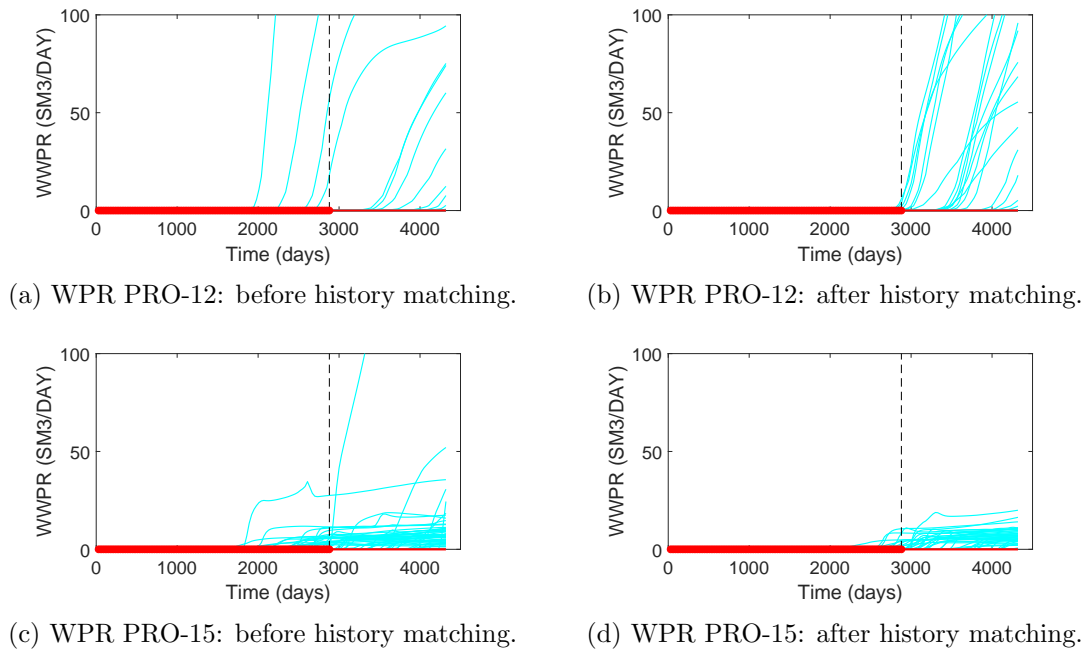 100
50
0
WWPR (SM3/DAY)
0 1000 2000 3000 4000
Time (days)
(a) WPR PRO-12: before history matching.
100
50
0
WWPR (SM3/DAY)
0 1000 2000 3000 4000
Time (days)
(b) WPR PRO-12: after history matching.
100
50
0
WWPR (SM3/DAY)
0 1000 2000 3000 4000
Time (days)
(c) WPR PRO-15: before history matching.
100
50
0
WWPR (SM3/DAY)
0 1000 2000 3000 4000
Time (days)
(d) WPR PRO-15: after history matching.